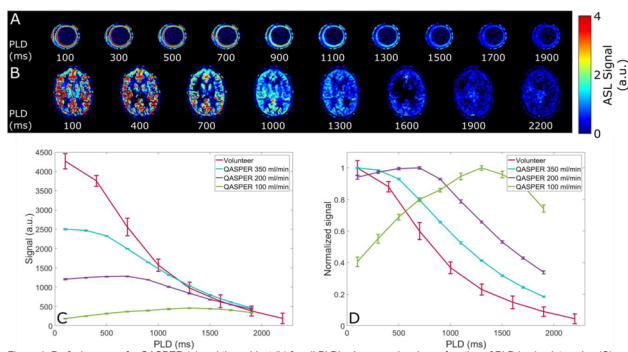 A
PLD
(ms)
100 300 500 700 900 1100 1300 1500 1700 1900
B
PLD
(ms)
100 400 700 1000 1300 1600 1900 2200
4
2
0
ASL Signal
(a.u.)
Volunteer
QASPER 350 ml/min
QASPER 200 ml/min
QASPER 100 ml/min
4500
4000
3500
3000
2500
2000
1500
1000
500
0
Signal (a.u.)
C
0 500 1000 1500 2000
PLD (ms)
Volunteer
QASPER 350 ml/min
QASPER 200 ml/min
QASPER 100 ml/min
1
0.8
0.6
0.4
0.2
0
Normalized signal
D
0 500 1000 1500 2000
PLD (ms)